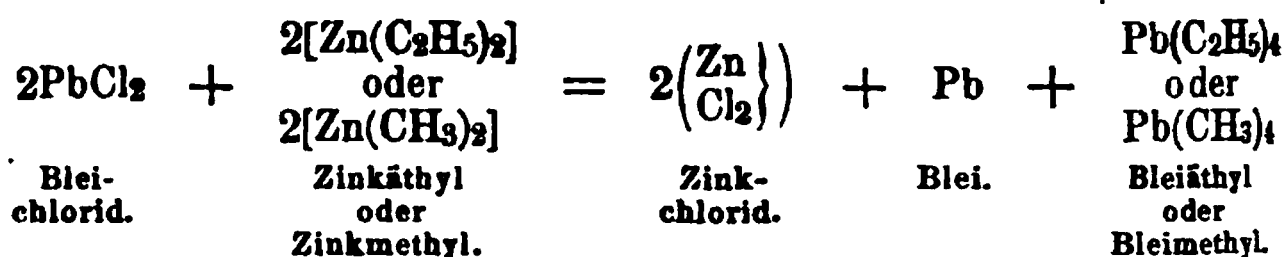 2PbCl₂ + 2[Zn(C₂H₅)₂] oder 2[Zn(CH₃)₂] = 2(Zn Cl₂}) + Pb + Pb(C₂H₅)₄ oder Pb(CH₃)₄
Blei-chlorid. Zinkäthyl oder Zinkmethyl. Zink-chlorid. Blei. Bleiäthyl oder Bleimethyl.